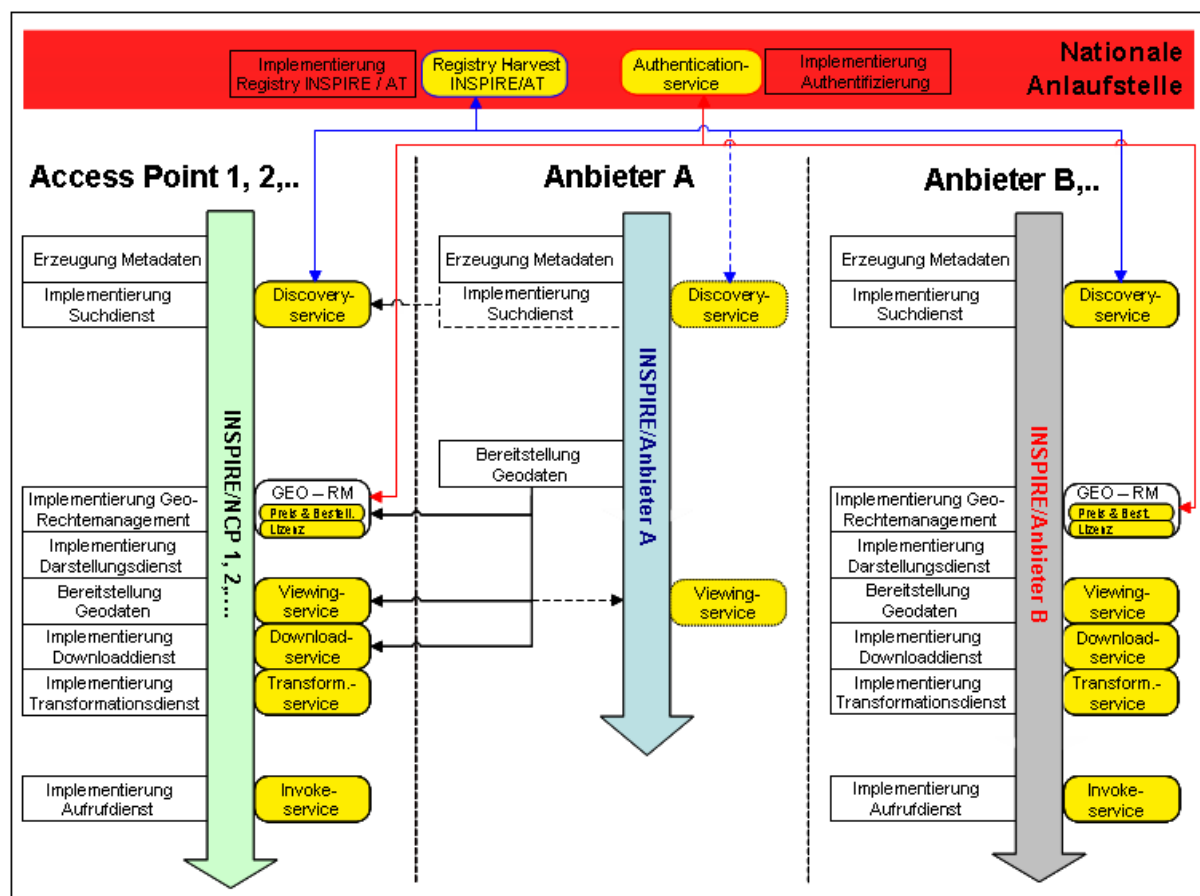 Nationale
Anlaufstelle
Implementierung
Registry INSPIRE / AT
Registry Harvest
INSPIRE/AT
Authentication-
service
Implementierung
Authentifizierung
Access Point 1, 2,..
Erzeugung Metadaten
Implementierung
Suchdienst
Discovery-
service
INSPIRE/NCP 1, 2,....
Implementierung Geo-
Rechtemanagement
GEO – RM
Preis & Bestell.
Lizenz
Implementierung
Darstellungsdienst
Bereitstellung
Geodaten
Viewing-
service
Implementierung
Downloaddienst
Download-
service
Implementierung
Transformationsdienst
Transform.-
service
Implementierung
Aufrufdienst
Invoke-
service
Anbieter A
Erzeugung Metadaten
Implementierung
Suchdienst
Discovery-
service
INSPIRE/Anbieter A
Bereitstellung
Geodaten
Viewing-
service
Anbieter B,..
Erzeugung Metadaten
Implementierung
Suchdienst
Discovery-
service
INSPIRE/Anbieter B
Implementierung Geo-
Rechtemanagement
GEO – RM
Preis & Best.
Lizenz
Implementierung
Darstellungsdienst
Bereitstellung
Geodaten
Viewing-
service
Implementierung
Downloaddienst
Download-
service
Implementierung
Transformationsdienst
Transform.-
service
Implementierung
Aufrufdienst
Invoke-
service